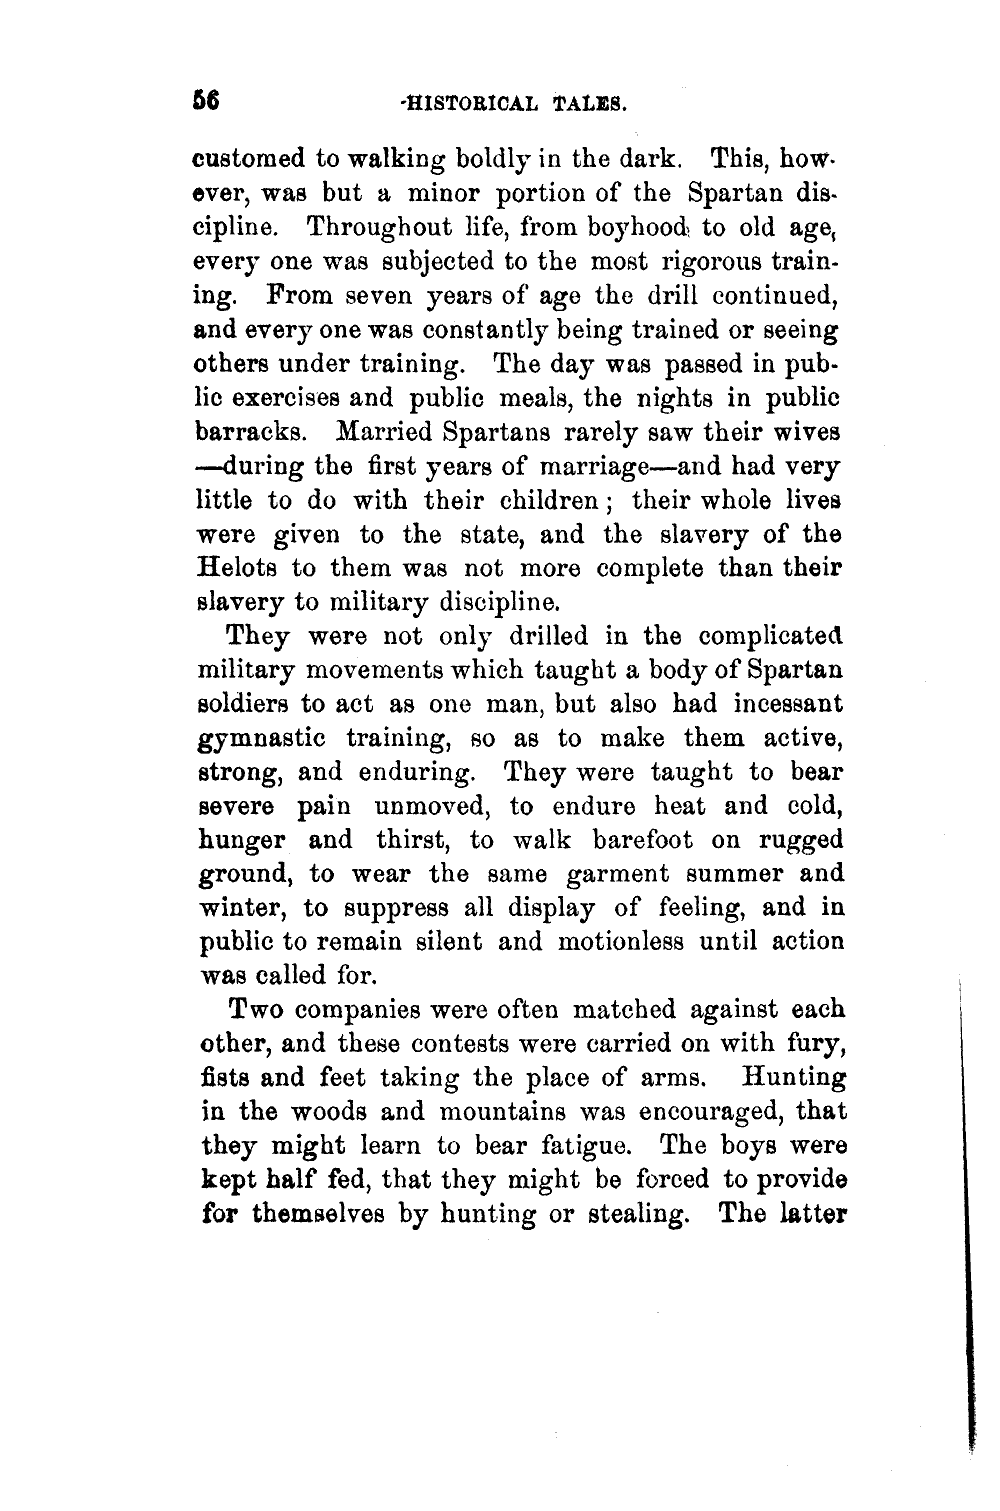 56 HISTORICAL TALES.
customed to walking boldly in the dark. This, how-
ever, was but a minor portion of the Spartan dis-
cipline. Throughout life, from boyhood to old age,
every one was subjected to the most rigorous train-
ing. From seven years of age the drill continued,
and every one was constantly being trained or seeing
others under training. The day was passed in pub-
lic exercises and public meals, the nights in public
barracks. Married Spartans rarely saw their wives
—during the first years of marriage—and had very
little to do with their children; their whole lives
were given to the state, and the slavery of the
Helots to them was not more complete than their
slavery to military discipline.
They were not only drilled in the complicated
military movements which taught a body of Spartan
soldiers to act as one man, but also had incessant
gymnastic training, so as to make them active,
strong, and enduring. They were taught to bear
severe pain unmoved, to endure heat and cold,
hunger and thirst, to walk barefoot on rugged
ground, to wear the same garment summer and
winter, to suppress all display of feeling, and in
public to remain silent and motionless until action
was called for.
Two companies were often matched against each
other, and these contests were carried on with fury,
fists and feet taking the place of arms. Hunting
in the woods and mountains was encouraged, that
they might learn to bear fatigue. The boys were
kept half fed, that they might be forced to provide
for themselves by hunting or stealing. The latter